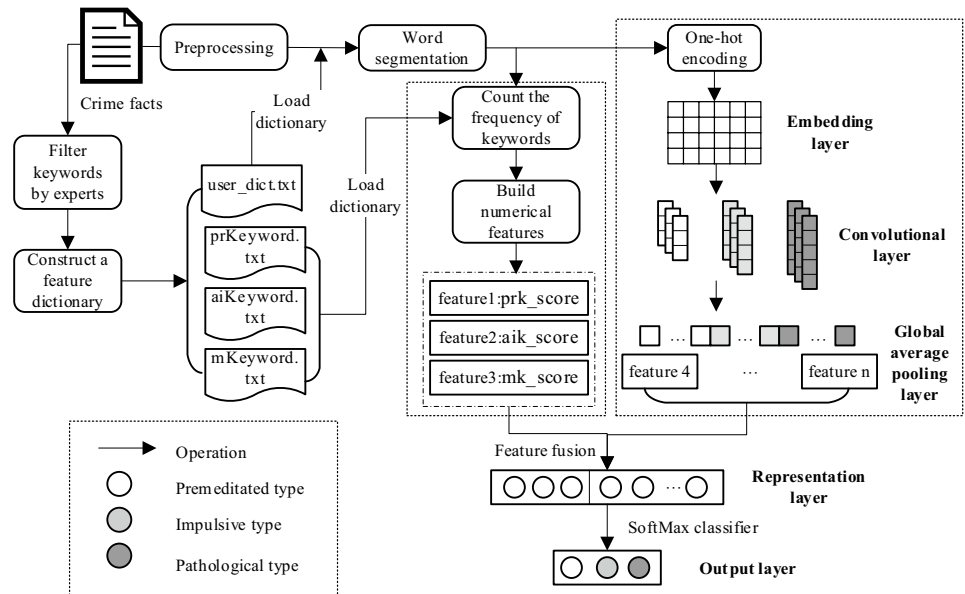 Crime facts
Preprocessing
Word
segmentation
One-hot
encoding
Load
dictionary
Filter
keywords
by experts
Construct a
feature
dictionary
user_dict.txt
prKeyword.
txt
aiKeyword.
txt
mKeyword.
txt
Load
dictionary
Count the
frequency of
keywords
Build
numerical
features
feature1:prk_score
feature2:aik_score
feature3:mk_score
Embedding
layer
Convolutional
layer
... ... ...
Global
average
pooling
layer
feature 4
...
feature n
Feature fusion
...
Representation
layer
SoftMax classifier
Output layer
Operation
Premeditated type
Impulsive type
Pathological type